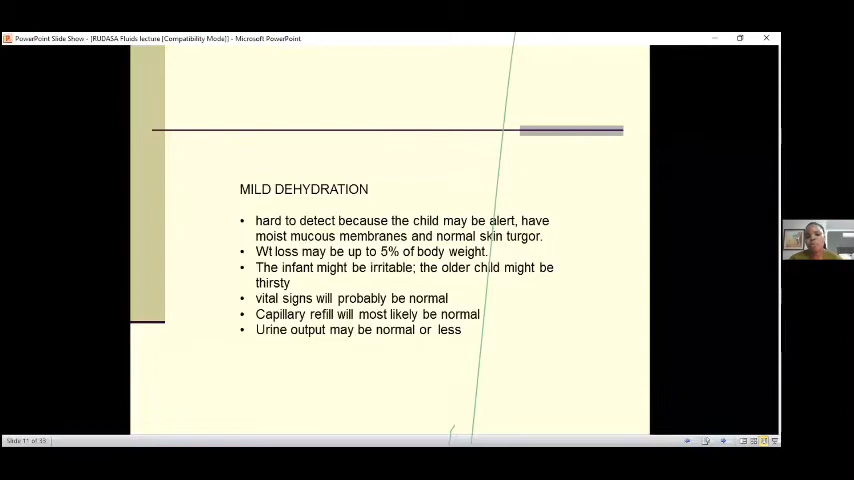 PowerPoint Slide Show - [RUDASA Fluids lecture [Compatibility Mode]] - Microsoft PowerPoint
MILD DEHYDRATION
• hard to detect because the child may be alert, have
moist mucous membranes and normal skin turgor.
• Wt loss may be up to 5% of body weight.
• The infant might be irritable; the older child might be
thirsty
• vital signs will probably be normal
• Capillary refill will most likely be normal
• Urine output may be normal or less
Slide 11 of 33